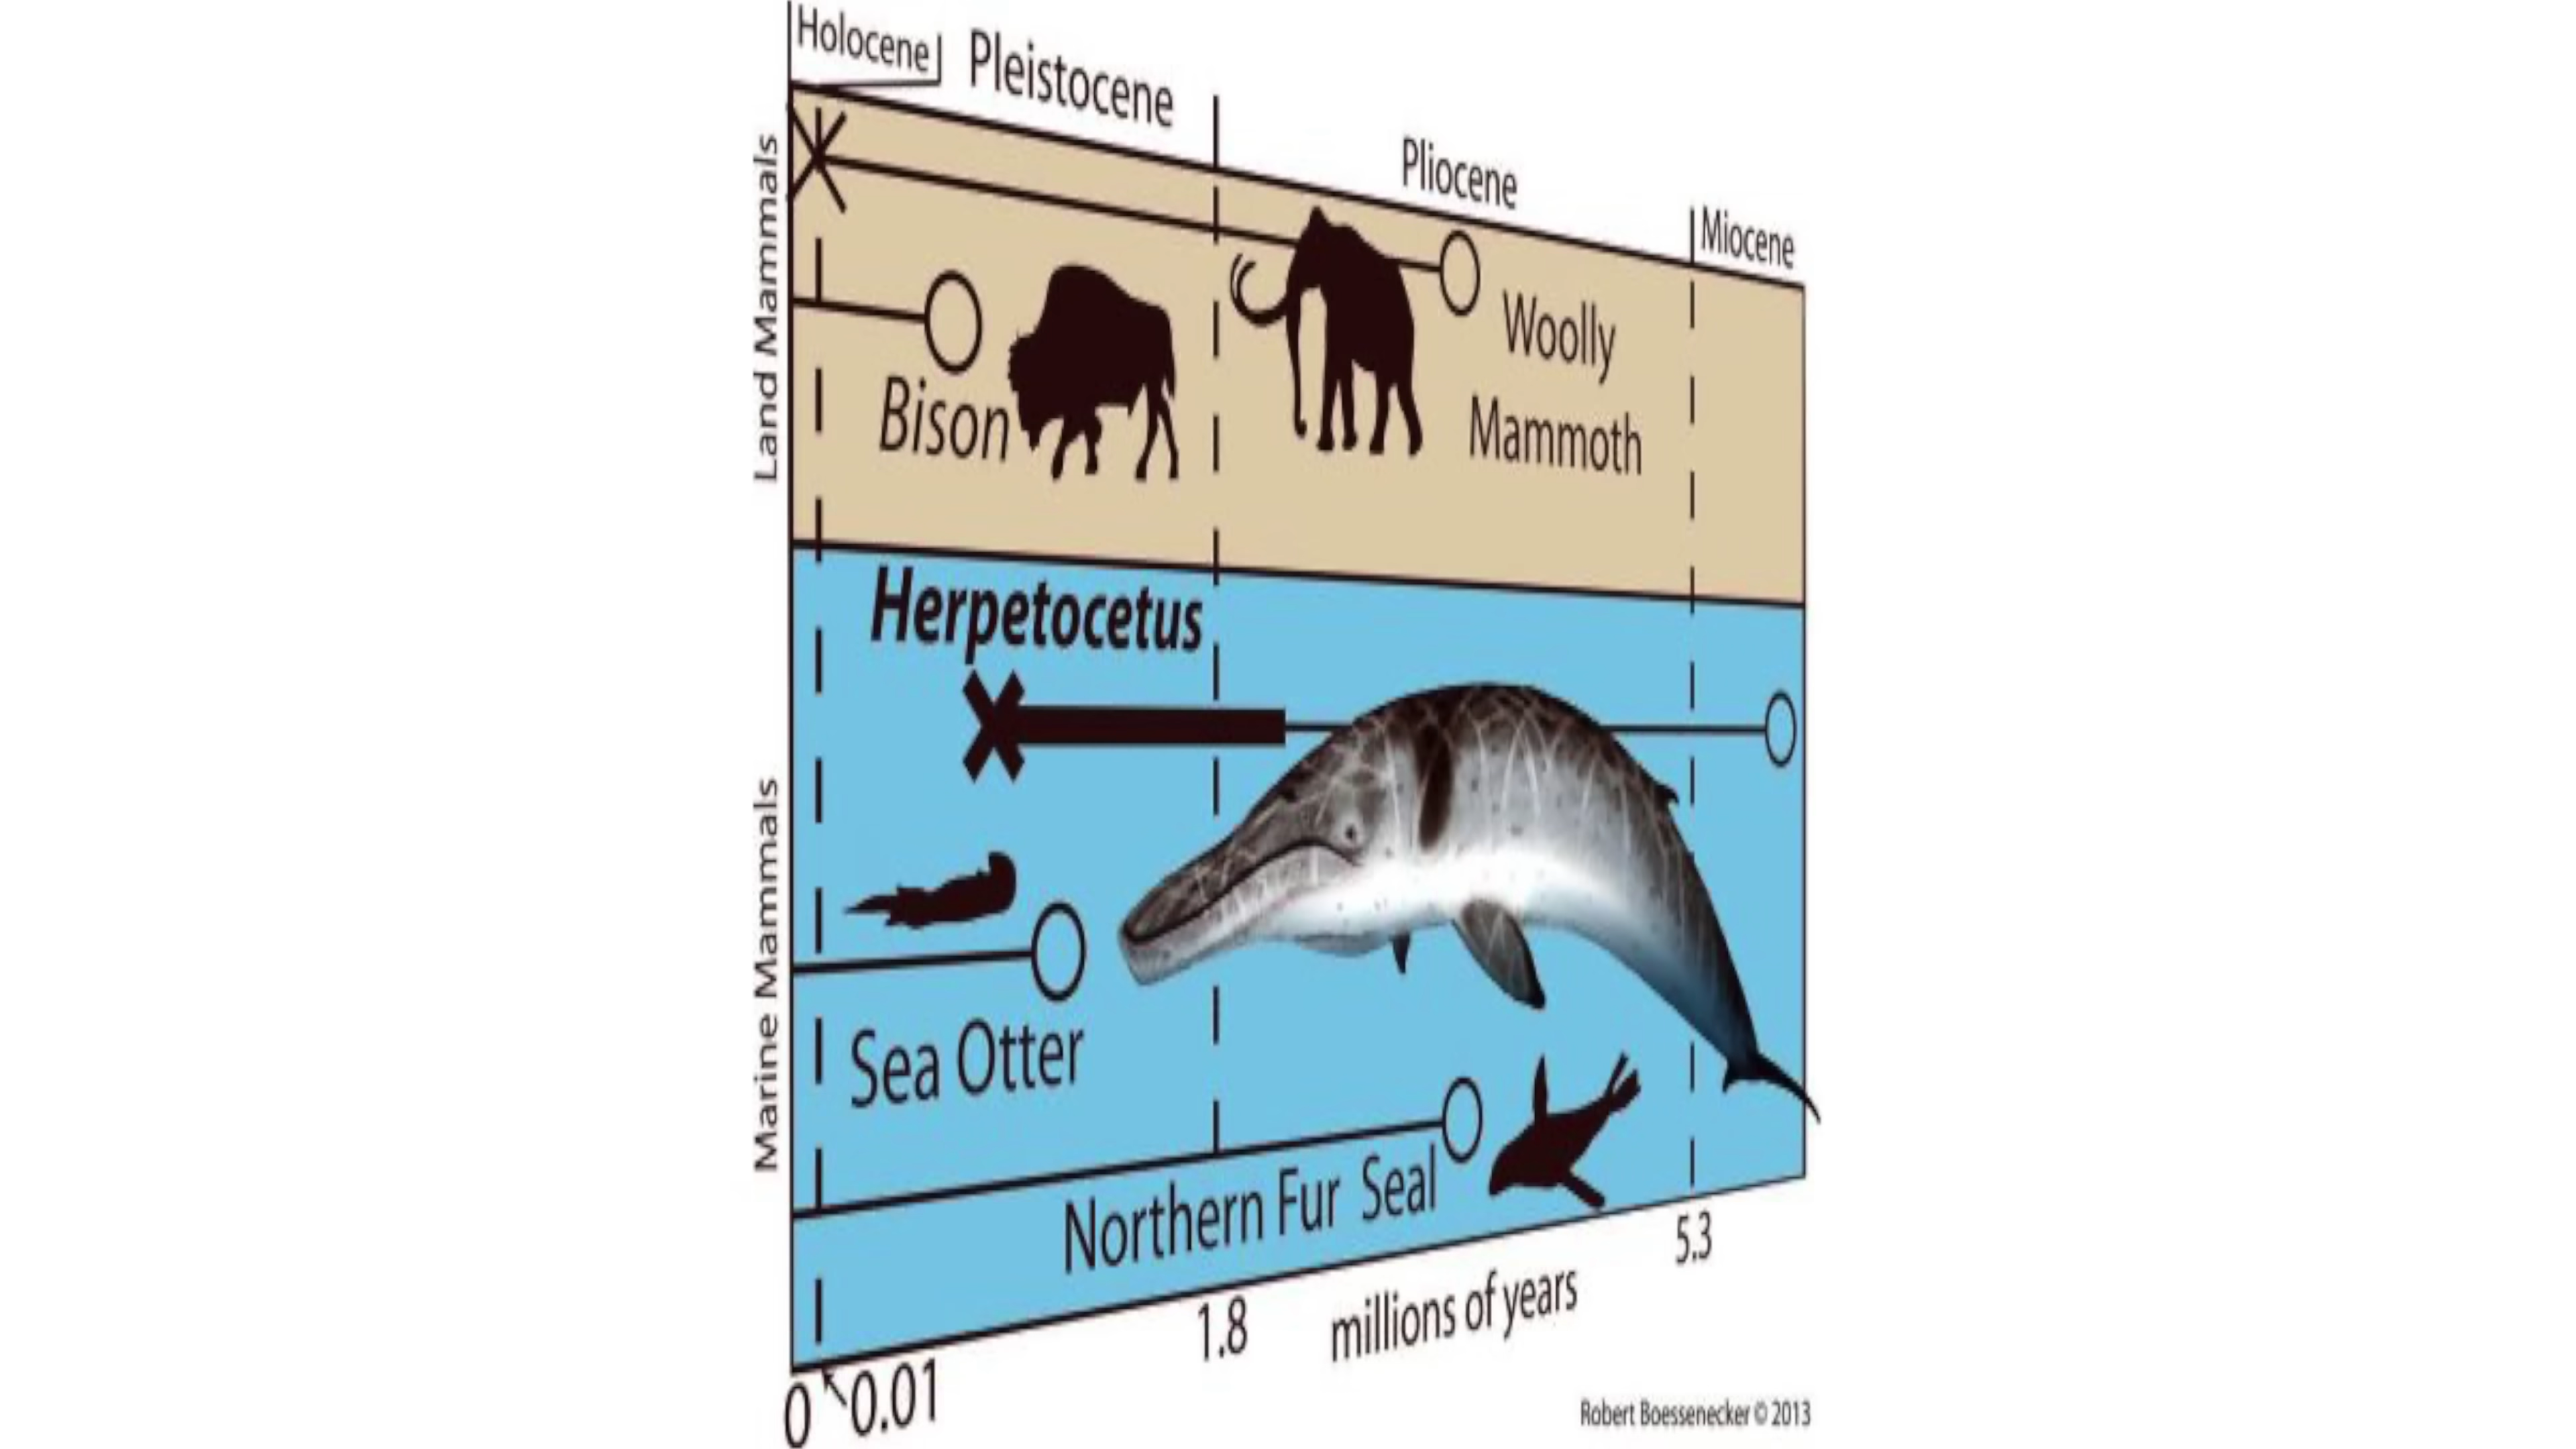 Holocene
Pleistocene
Pliocene
Miocene
Land Mammals
Woolly
Mammoth
Bison
Herpetocetus
Marine Mammals
Sea Otter
Northern Fur Seal
5.3
1.8
millions of years
0
0.01
Robert Boessenecker © 2013